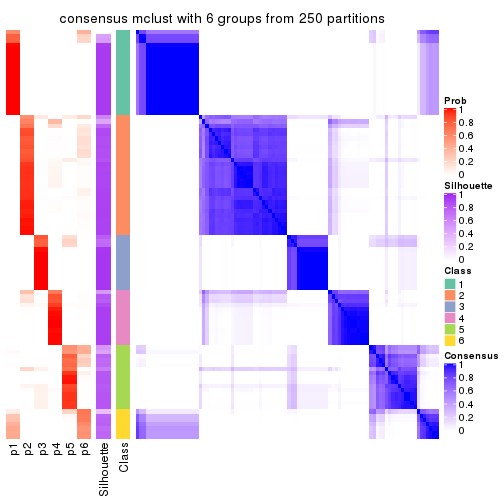 consensus mclust with 6 groups from 250 partitions
p1
p2
p3
p4
p5
p6
Silhouette
Class
Prob
1
0.8
0.6
0.4
0.2
0
Silhouette
1
0.8
0.6
0.4
0.2
0
Class
1
2
3
4
5
6
Consensus
1
0.8
0.6
0.4
0.2
0